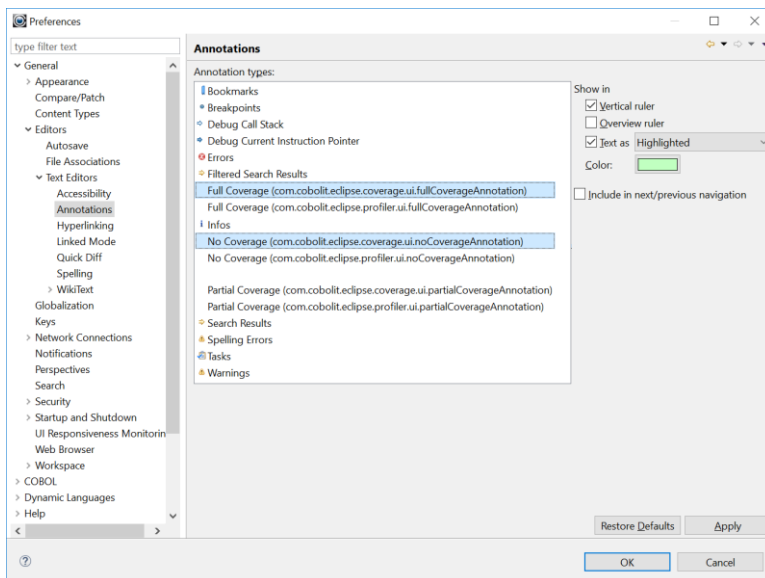 Preferences
type filter text
General
Appearance
Compare/Patch
Content Types
Editors
Autosave
File Associations
Text Editors
Accessibility
Annotations
Hyperlinking
Linked Mode
Quick Diff
Spelling
WikiText
Globalization
Keys
Network Connections
Notifications
Perspectives
Search
Security
Startup and Shutdown
UI Responsiveness Monitorin
Web Browser
Workspace
COBOL
Dynamic Languages
Help
Annotations
Annotation types:
Bookmarks
Breakpoints
Debug Call Stack
Debug Current Instruction Pointer
Errors
Filtered Search Results
Full Coverage (com.cobolit.eclipse.coverage.ui.fullCoverageAnnotation)
Full Coverage (com.cobolit.eclipse.profiler.ui.fullCoverageAnnotation)
Infos
No Coverage (com.cobolit.eclipse.coverage.ui.noCoverageAnnotation)
No Coverage (com.cobolit.eclipse.profiler.ui.noCoverageAnnotation)
Partial Coverage (com.cobolit.eclipse.coverage.ui.partialCoverageAnnotation)
Partial Coverage (com.cobolit.eclipse.profiler.ui.partialCoverageAnnotation)
Search Results
Spelling Errors
Tasks
Warnings
Show in
Vertical ruler
Overview ruler
Text as Highlighted
Color:
Include in next/previous navigation
Restore Defaults Apply
OK Cancel